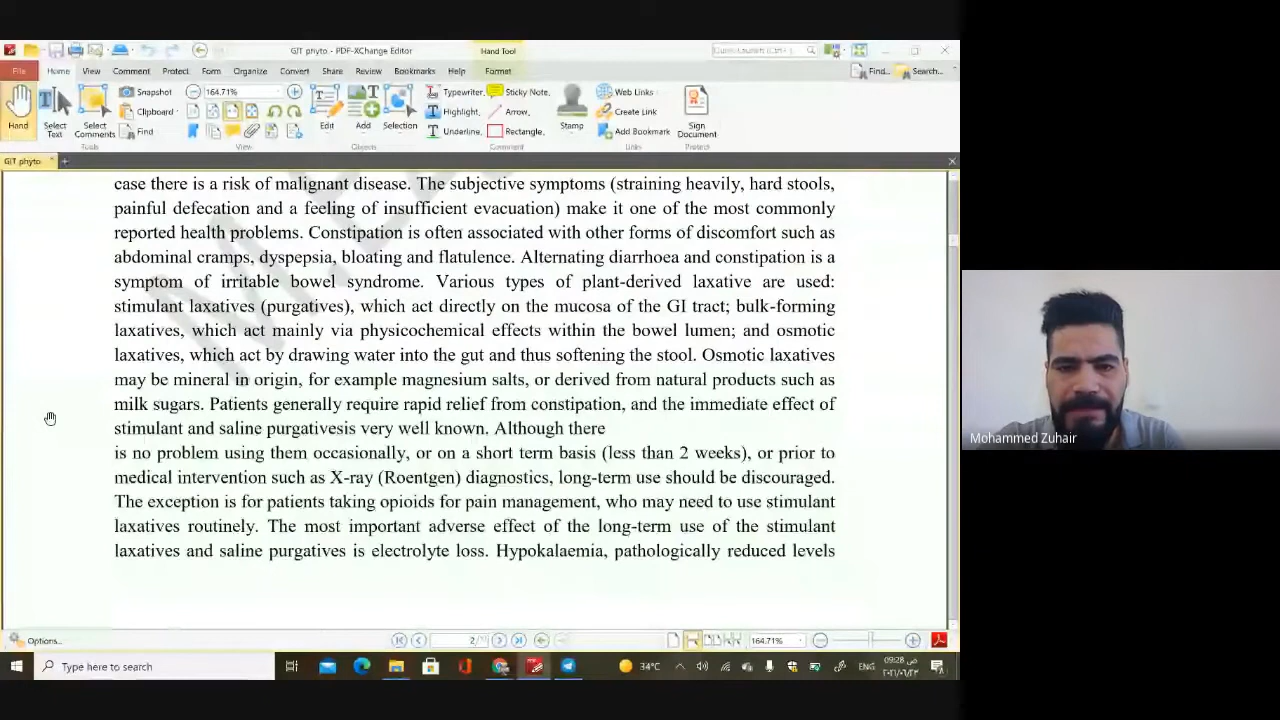 GIT phyto. - PDF-XChange Editor
Hand Tool
File Home View Comment Protect Form Organize Convert Share Review Bookmarks Help Format
Find... Search...
Hand
Select Text
Select Comments
Snapshot
Clipboard
Find
Tools
164.71%
View
Edit
Add
Selection
Objects
Typewriter
Highlight
Underline
Sticky Note
Arrow
Rectangle
Comment
Stamp
Web Links
Create Link
Add Bookmark
Links
Sign Document
Protect
GIT phyto
case there is a risk of malignant disease. The subjective symptoms (straining heavily, hard stools,
painful defecation and a feeling of insufficient evacuation) make it one of the most commonly
reported health problems. Constipation is often associated with other forms of discomfort such as
abdominal cramps, dyspepsia, bloating and flatulence. Alternating diarrhoea and constipation is a
symptom of irritable bowel syndrome. Various types of plant-derived laxative are used:
stimulant laxatives (purgatives), which act directly on the mucosa of the GI tract; bulk-forming
laxatives, which act mainly via physicochemical effects within the bowel lumen; and osmotic
laxatives, which act by drawing water into the gut and thus softening the stool. Osmotic laxatives
may be mineral in origin, for example magnesium salts, or derived from natural products such as
milk sugars. Patients generally require rapid relief from constipation, and the immediate effect of
stimulant and saline purgativesis very well known. Although there
is no problem using them occasionally, or on a short term basis (less than 2 weeks), or prior to
medical intervention such as X-ray (Roentgen) diagnostics, long-term use should be discouraged.
The exception is for patients taking opioids for pain management, who may need to use stimulant
laxatives routinely. The most important adverse effect of the long-term use of the stimulant
laxatives and saline purgatives is electrolyte loss. Hypokalaemia, pathologically reduced levels
Mohammed Zuhair
Options...
164.71%
Type here to search
34°C
ENG
09:28 ص